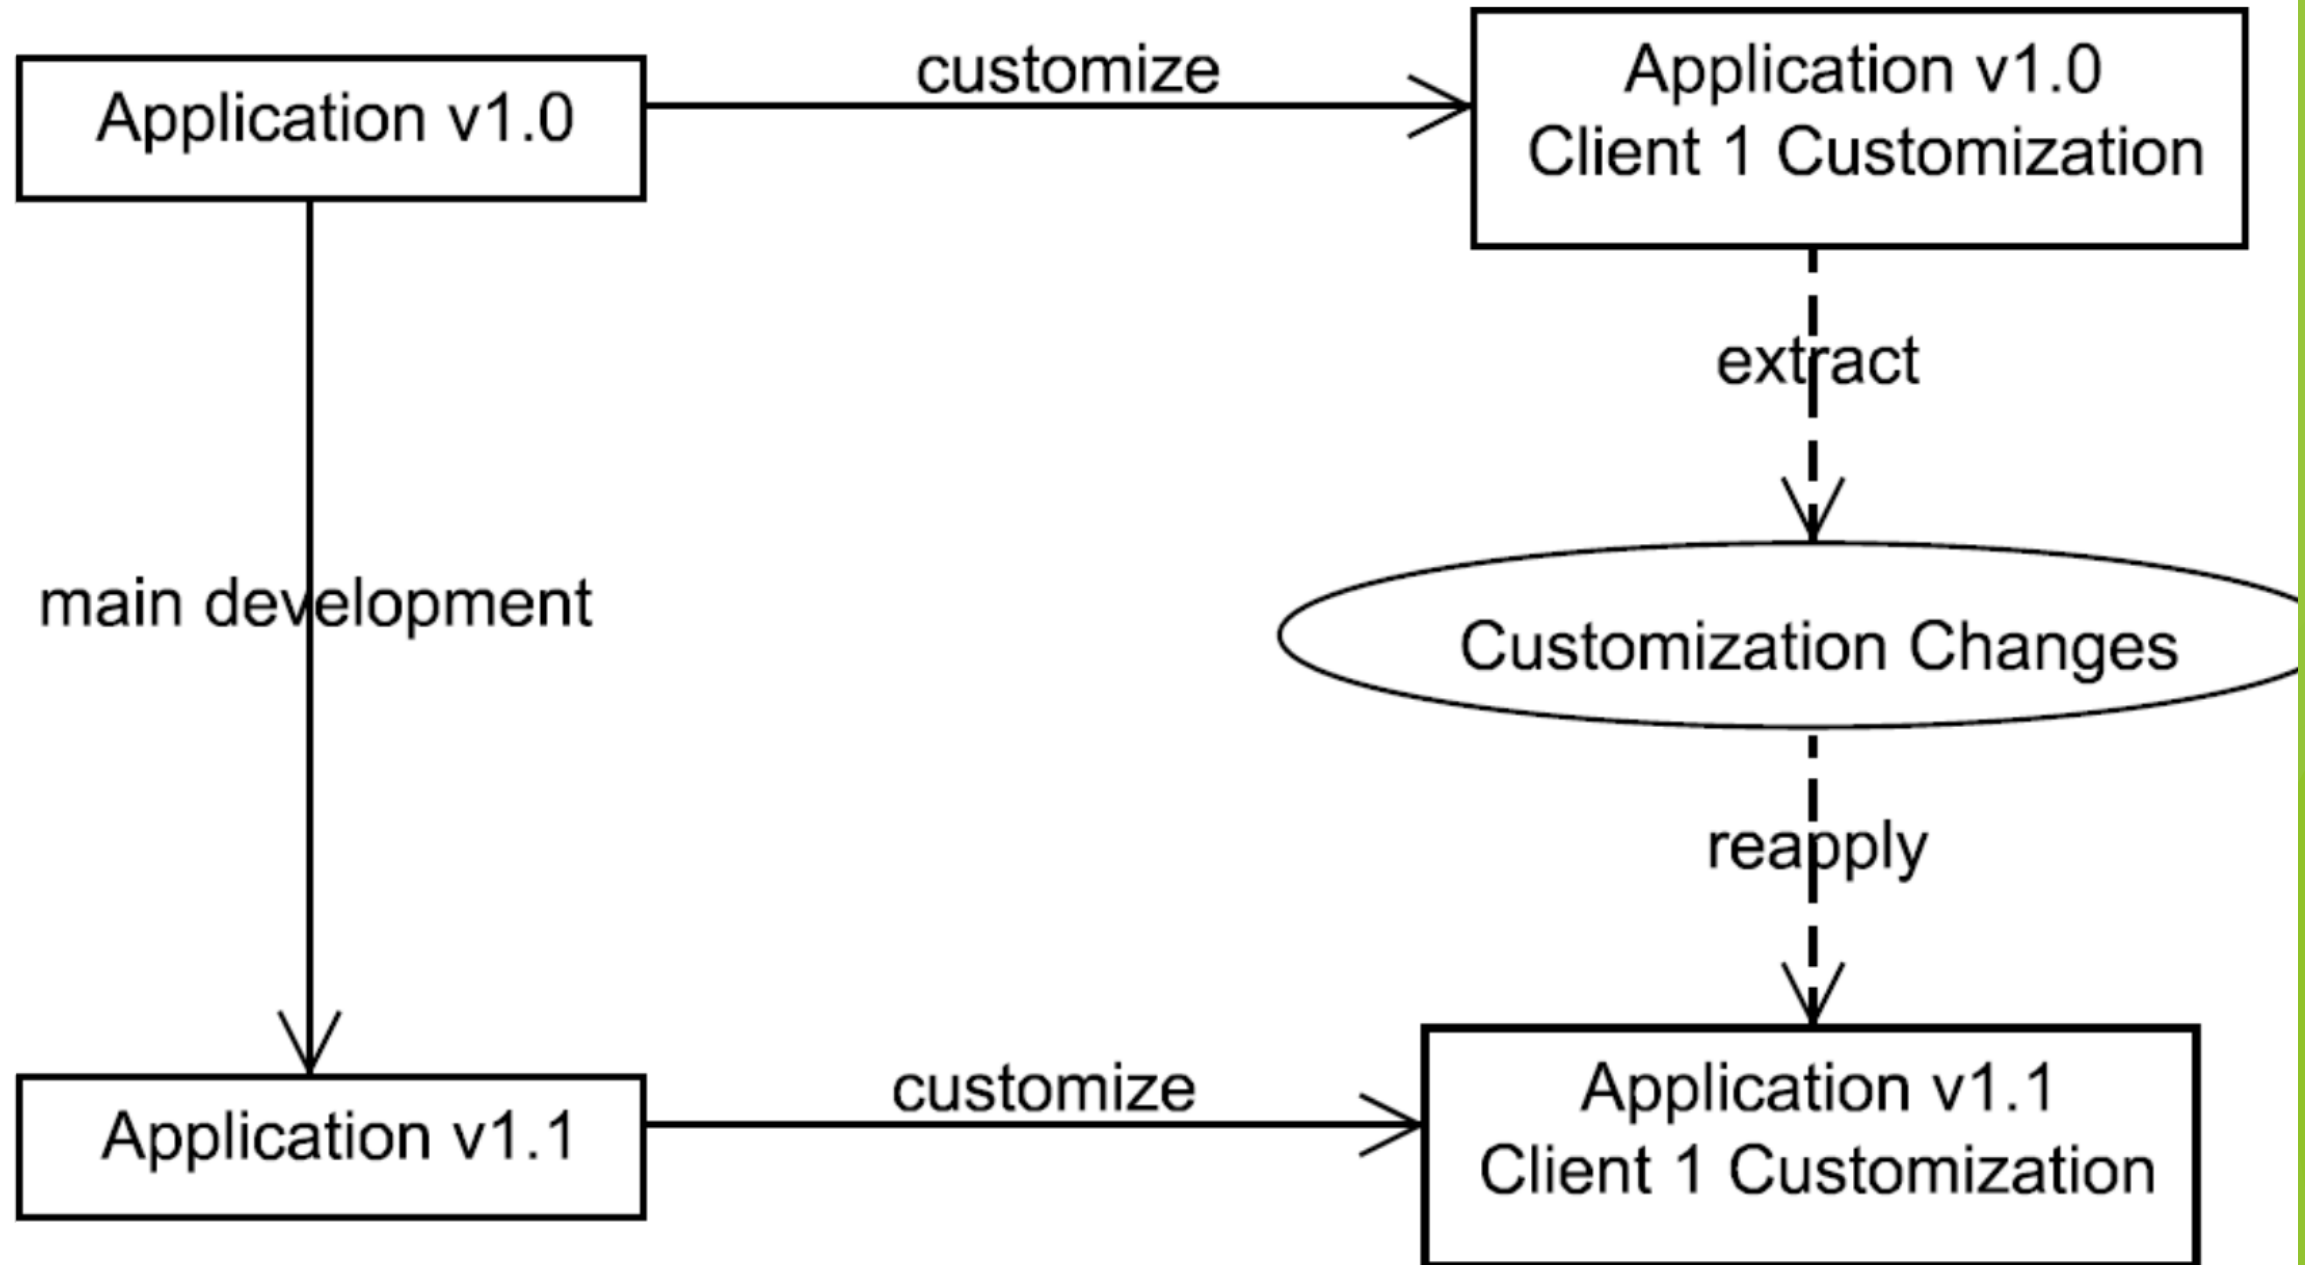 Application v1.0
customize
Application v1.0
Client 1 Customization
extract
main development
Customization Changes
reapply
Application v1.1
customize
Application v1.1
Client 1 Customization